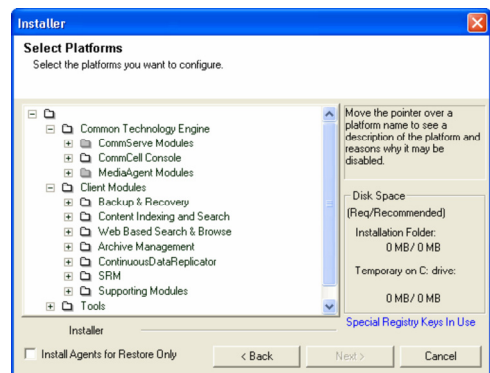 Installer
Select Platforms
Select the platforms you want to configure.
Common Technology Engine
CommServe Modules
CommCell Console
MediaAgent Modules
Client Modules
Backup & Recovery
Content Indexing and Search
Web Based Search & Browse
Archive Management
ContinuousDataReplicator
SRM
Supporting Modules
Tools
Move the pointer over a
platform name to see a
description of the platform and
reasons why it may be
disabled.
Disk Space
(Req/Recommended)
Installation Folder:
0 MB/ 0 MB
Temporary on C: drive:
0 MB/ 0 MB
Special Registry Keys In Use
Installer
Install Agents for Restore Only
< Back
Next >
Cancel